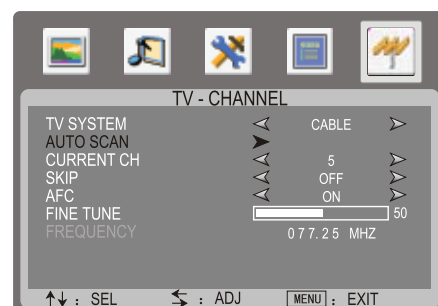 TV - CHANNEL
TV SYSTEM CABLE
AUTO SCAN
CURRENT CH 5
SKIP OFF
AFC ON
FINE TUNE 50
FREQUENCY 077.25 MHZ
: SEL : ADJ MENU : EXIT